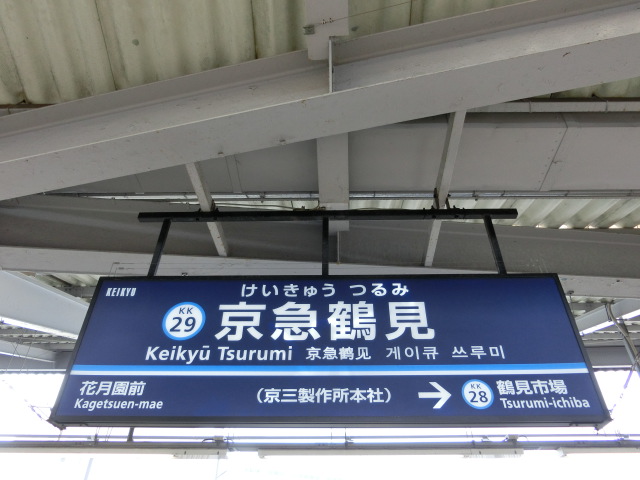 KEIKYU
けいきゅう つるみ
KK 29 京急鶴見
Keikyū Tsurumi 京急鹤见 게이큐 쓰루미
花月園前 (京三製作所本社) → KK 28 鶴見市場
Kagetsuen-mae Tsurumi-ichiba